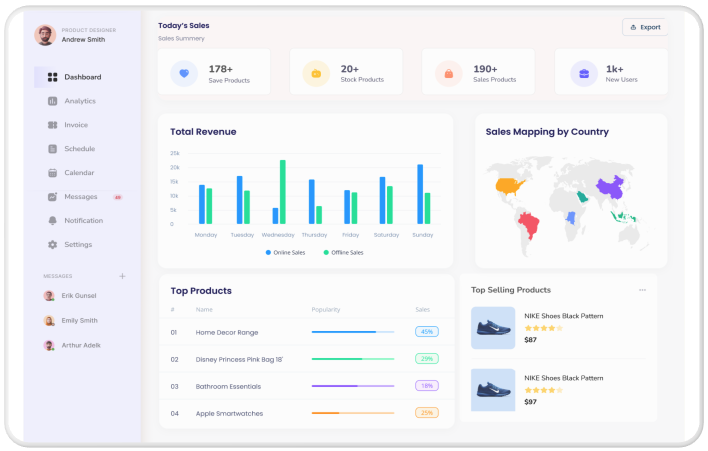 PRODUCT DESIGNER
Andrew Smith
Dashboard
Analytics
Invoice
Schedule
Calendar
Messages
Notification
Settings
MESSAGES +
Erik Gunsel
Emily Smith
Arthur Adelk
Today's Sales
Sales Summery
Export
178+
Save Products
20+
Stock Products
190+
Sales Products
1k+
New Users
Total Revenue
25k
20k
15k
10k
5k
0
Monday Tuesday Wednesday Thursday Friday Saturday Sunday
Online Sales Offline Sales
Sales Mapping by Country
Top Products
# Name Popularity Sales
01 Home Decor Range 45%
02 Disney Princess Pink Bag 18' 29%
03 Bathroom Essentials 18%
04 Apple Smartwatches 25%
Top Selling Products ...
NIKE Shoes Black Pattern
$87
NIKE Shoes Black Pattern
$97